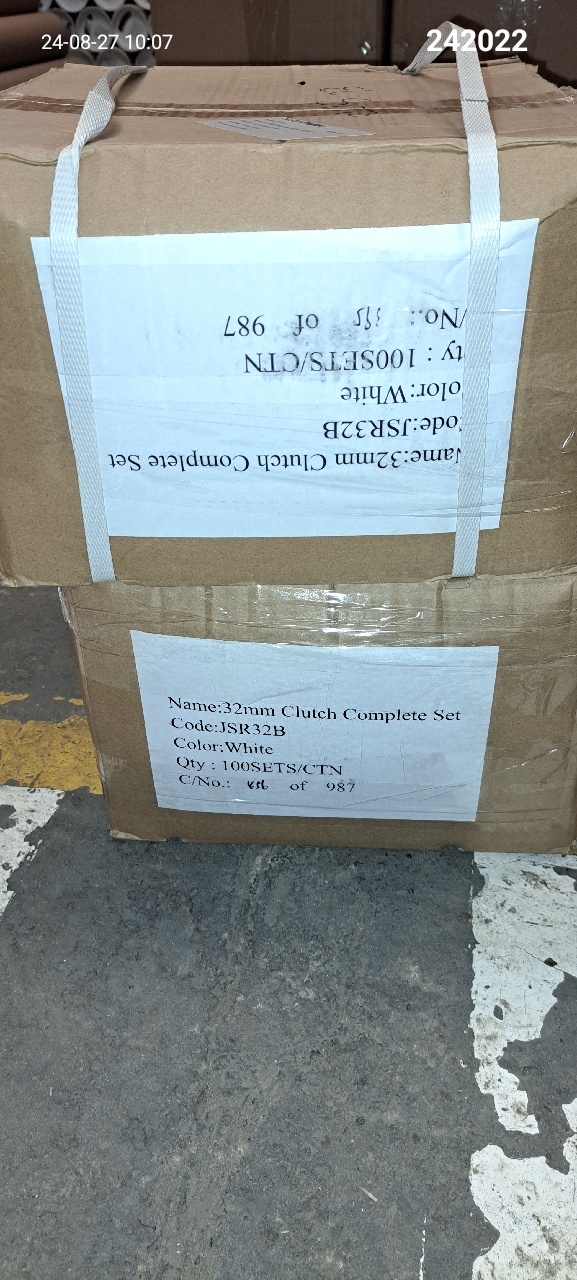 24-08-27 10:07
242022
/No.: of 987
ty : 100SETS/CTN
olor:White
ode:JSR32B
ame:32mm Clutch Complete Set
Name:32mm Clutch Complete Set
Code:JSR32B
Color:White
Qty : 100SETS/CTN
C/No.: of 987